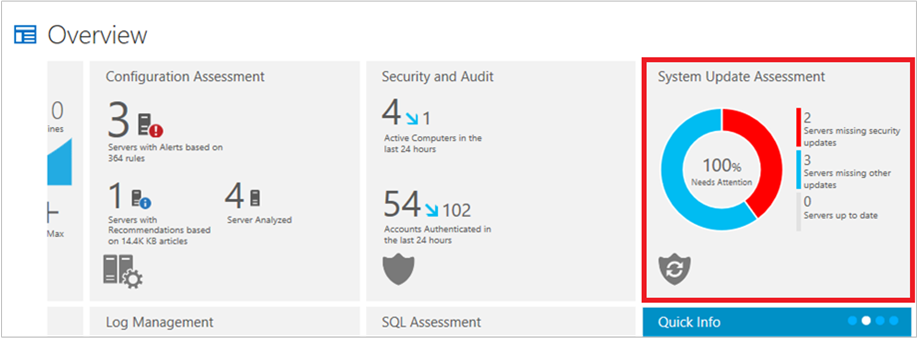 Overview
0
lines
Max
Configuration Assessment
3
Servers with Alerts based on
364 rules
1
Servers with
Recommendations based
on 14.4K KB articles
4
Server Analyzed
Security and Audit
4 1
Active Computers in the
last 24 hours
54 102
Accounts Authenticated in
the last 24 hours
System Update Assessment
100%
Needs Attention
2
Servers missing security
updates
3
Servers missing other
updates
0
Servers up to date
Log Management
SQL Assessment
Quick Info